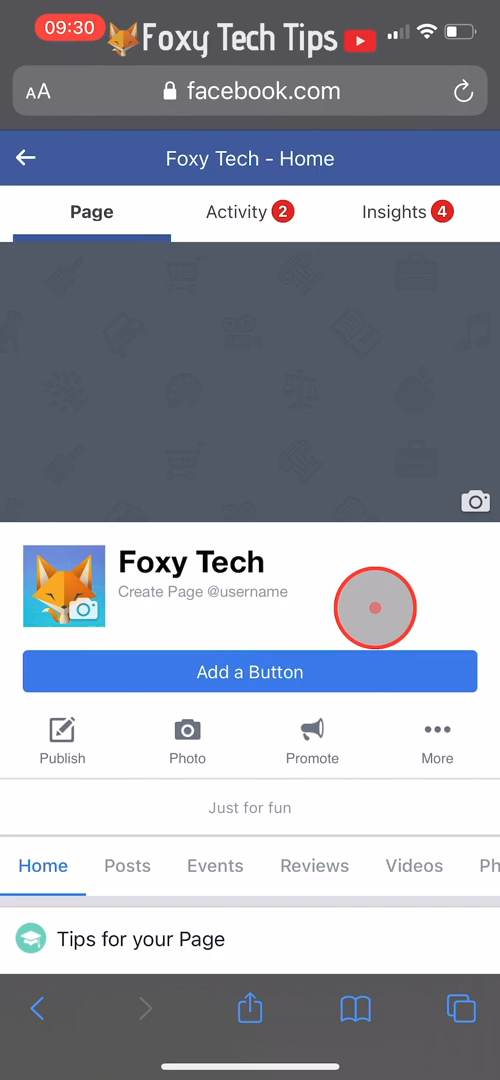 09:30
Foxy Tech Tips
AA
facebook.com
Foxy Tech - Home
Page
Activity 2
Insights 4
Foxy Tech
Create Page @username
Add a Button
Publish
Photo
Promote
More
Just for fun
Home
Posts
Events
Reviews
Videos
Ph
Tips for your Page